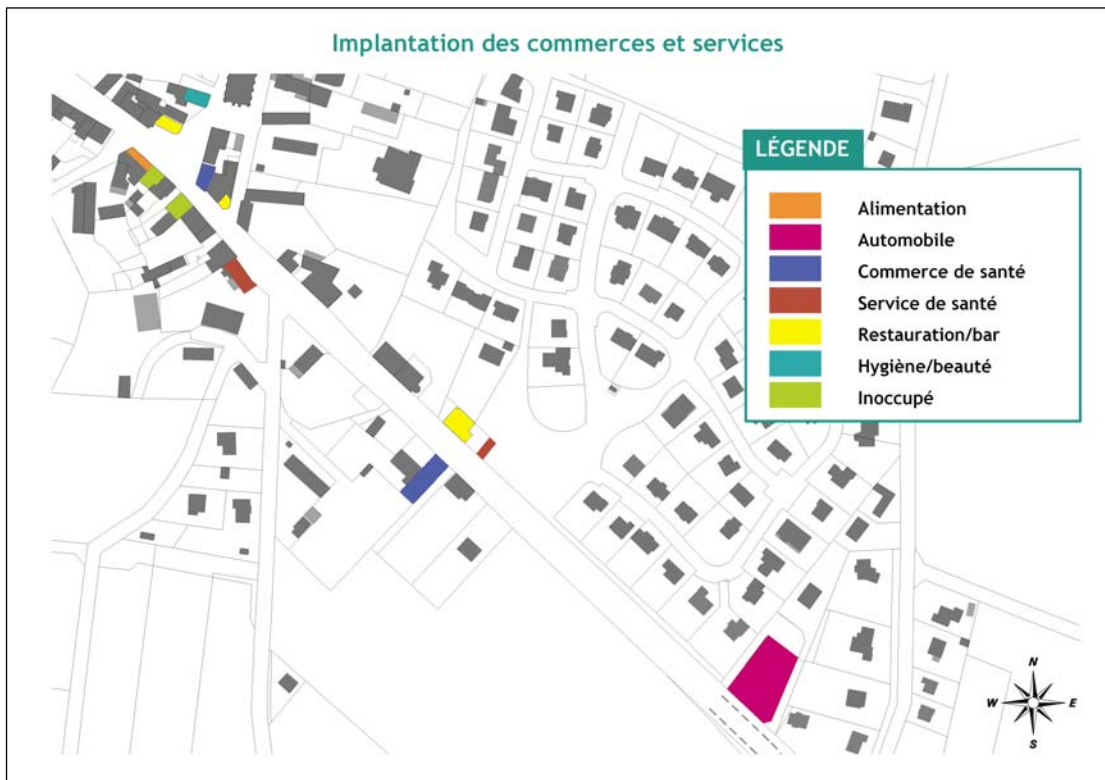 Implantation des commerces et services
LÉGENDE
Alimentation
Automobile
Commerce de santé
Service de santé
Restauration/bar
Hygiène/beauté
Inoccupé
N
W E
S